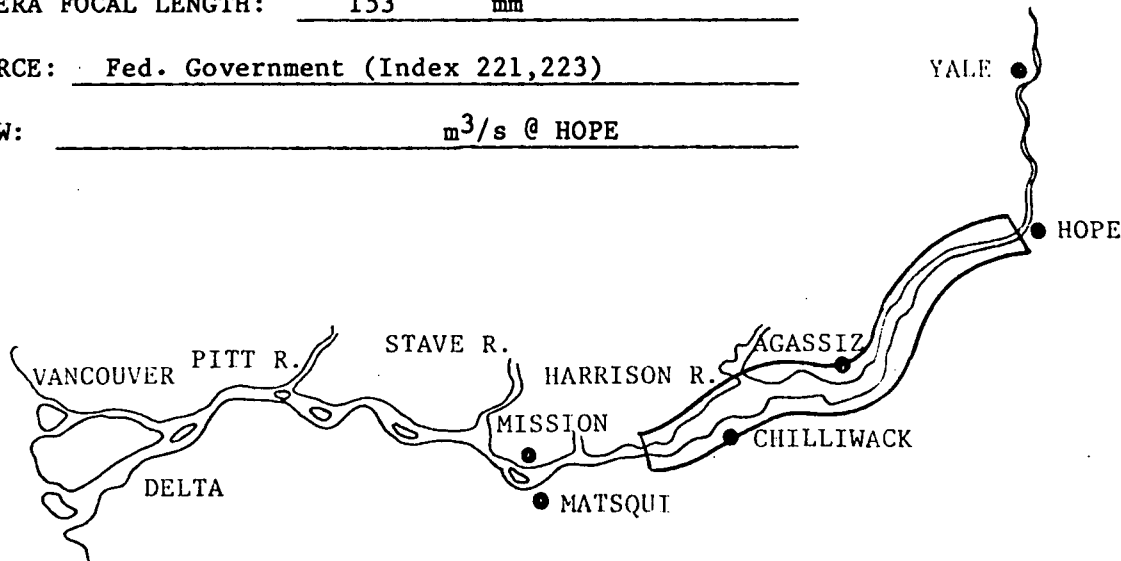 ERA FOCAL LENGTH: 153 mm
RCE: Fed. Government (Index 221,223)
W: m³/s @ HOPE
YALE
HOPE
AGASSIZ
STAVE R.
PITT R.
HARRISON R.
VANCOUVER
MISSION
CHILLIWACK
DELTA
MATSQUI